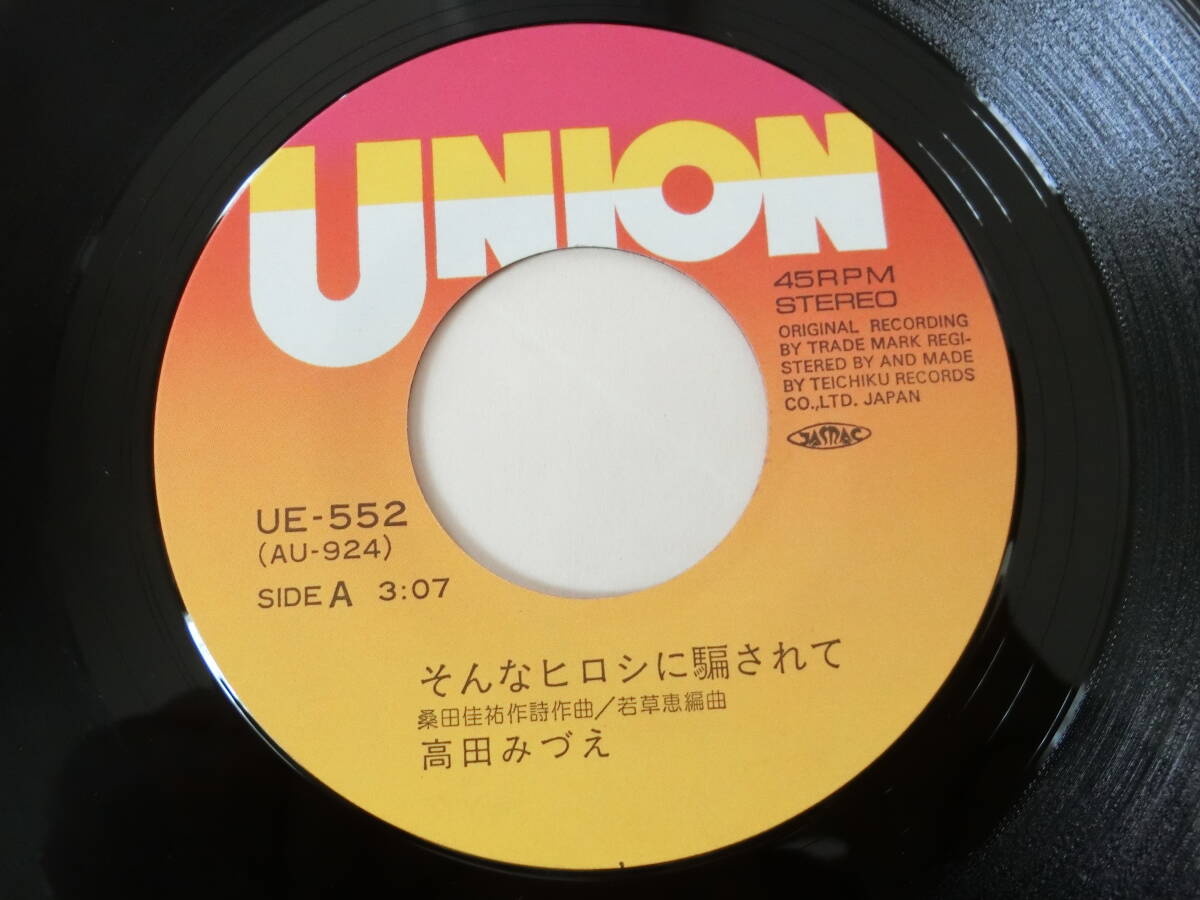 UNION
45RPM
STEREO
ORIGINAL RECORDING
BY TRADE MARK REGI-
STERED BY AND MADE
BY TEICHIKU RECORDS
CO.,LTD. JAPAN
JASRAC
UE-552
(AU-924)
SIDE A 3:07
そんなヒロシに騙されて
桑田佳祐作詩作曲/若草恵編曲
高田みづえ